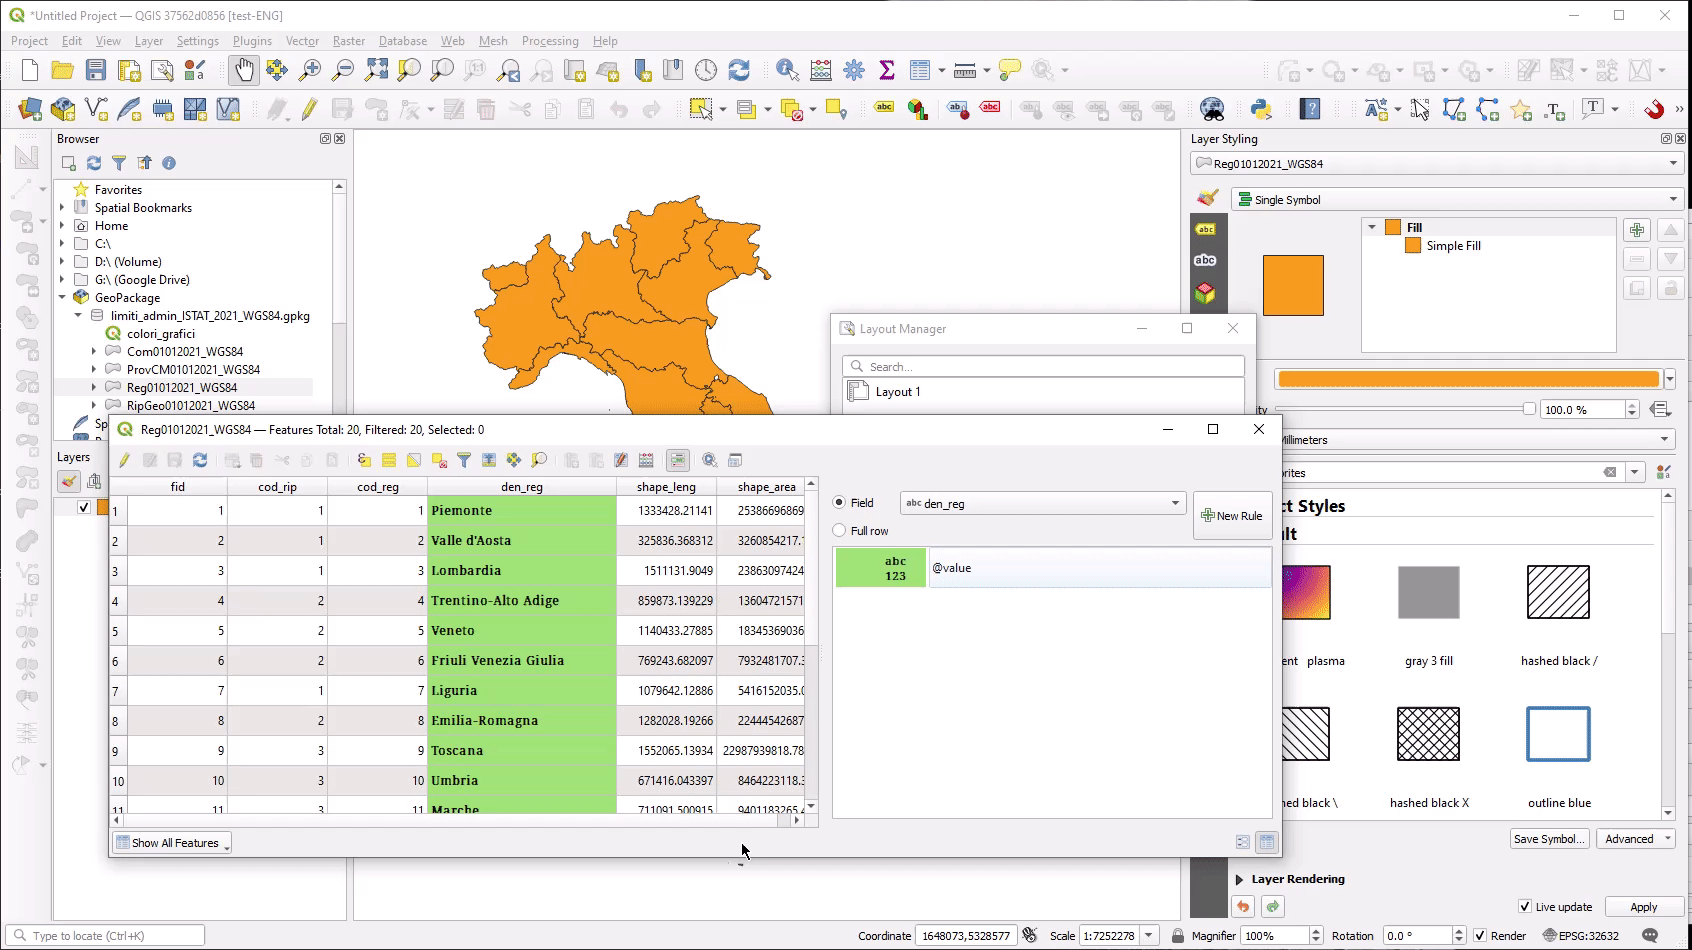 *Untitled Project — QGIS 37562d0856 [test-ENG]
Project Edit View Layer Settings Plugins Vector Raster Database Web Mesh Processing Help
Browser
Favorites
Spatial Bookmarks
Home
C:\
D:\ (Volume)
G:\ (Google Drive)
GeoPackage
limiti_admin_ISTAT_2021_WGS84.gpkg
colori_grafici
Com01012021_WGS84
ProvCM01012021_WGS84
Reg01012021_WGS84
RipGeo01012021_WGS84
Layers
Layout Manager
Search...
Layout 1
Layer Styling
Reg01012021_WGS84
Single Symbol
Fill
Simple Fill
100.0 %
Millimeters
hashed black /
gray 3 fill
plasma
hashed black X
outline blue
Save Symbol...
Advanced
Layer Rendering
Live update
Apply
Reg01012021_WGS84 — Features Total: 20, Filtered: 20, Selected: 0
fid cod_rip cod_reg den_reg shape_leng shape_area
1 1 1 1 Piemonte 1333428.21141 25386696869
2 2 1 2 Valle d'Aosta 325836.368312 3260854217.
3 3 1 3 Lombardia 1511131.9049 23863097424
4 4 2 4 Trentino-Alto Adige 859873.139229 13604721571
5 5 2 5 Veneto 1140433.27885 18345369036
6 6 2 6 Friuli Venezia Giulia 769243.682097 7932481707.
7 7 1 7 Liguria 1079642.12886 5416152035.
8 8 2 8 Emilia-Romagna 1282028.19266 22444542687
9 9 3 9 Toscana 1552065.13934 22987939818.78
10 10 3 10 Umbria 671416.043397 8464223118.
11 11 3 11 Marche 711091.500915 9401183265.
Show All Features
Field
abc den_reg
New Rule
Full row
abc
123
@value
Type to locate (Ctrl+K)
Coordinate 1648073,5328577 Scale 1:7252278 Magnifier 100% Rotation 0.0 ° Render EPSG:32632